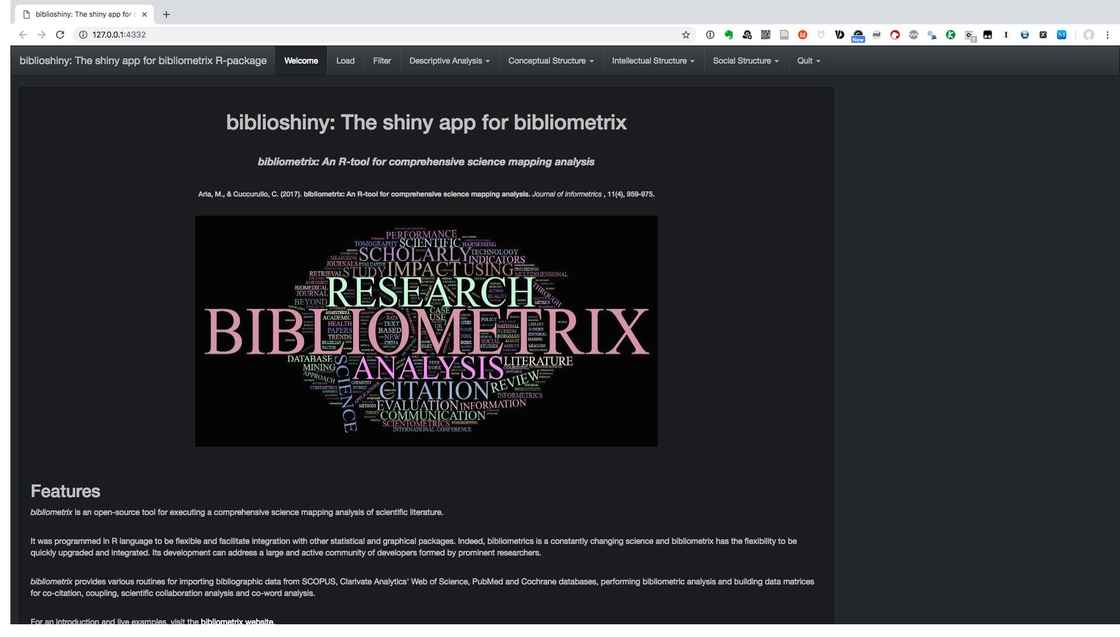 biblioshiny: The shiny app for
127.0.0.1:4332
New
biblioshiny: The shiny app for bibliometrix R-package Welcome Load Filter Descriptive Analysis Conceptual Structure Intellectual Structure Social Structure Quit
biblioshiny: The shiny app for bibliometrix
bibliometrix: An R-tool for comprehensive science mapping analysis
Aria, M., & Cuccurullo, C. (2017). bibliometrix: An R-tool for comprehensive science mapping analysis. Journal of Informetrics , 11(4), 959-975.
PERFORMANCE
TOMOGRAPHY SCIENTIFIC HARNESSING
SCHOLARLY TECHNOLOGY
JOURNALS INDICATORS
RETRIEVAL STUDY IMPACT USING MULTIDIMENSIONAL
BIOMEDICAL
JOURNAL RESEARCH THROUGH
BEYOND CASE
USE
ACADEMIC
HEALTH TEXT
PAPERS BASED
TRENDS NEW
BIBLIOMETRIX
DATABASE ANALYSIS LITERATURE
MINING
APPROACH SCIENCE CITATION REVIEW
INFORMETRICS
EVALUATION INFORMATION
COMMUNICATION
SCIENTOMETRICS
INTERNATIONAL CONFERENCE
Features
bibliometrix is an open-source tool for executing a comprehensive science mapping analysis of scientific literature.
It was programmed in R language to be flexible and facilitate integration with other statistical and graphical packages. Indeed, bibliometrics is a constantly changing science and bibliometrix has the flexibility to be
quickly upgraded and integrated. Its development can address a large and active community of developers formed by prominent researchers.
bibliometrix provides various routines for importing bibliographic data from SCOPUS, Clarivate Analytics' Web of Science, PubMed and Cochrane databases, performing bibliometric analysis and building data matrices
for co-citation, coupling, scientific collaboration analysis and co-word analysis.
For an introduction and live examples, visit the bibliometrix website.